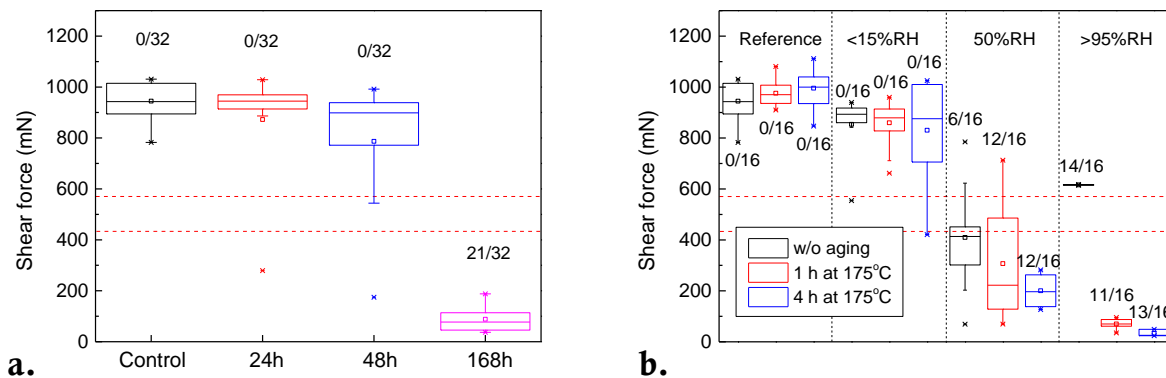 1200
1000
800
600
400
200
0
Shear force (mN)
0/32
0/32
0/32
21/32
Control
24h
48h
168h
a.
1200
1000
800
600
400
200
0
Shear force (mN)
Reference
<15%RH
50%RH
>95%RH
0/16
0/16
0/16
0/16
0/16
0/16
6/16
12/16
12/16
14/16
11/16
13/16
w/o aging
1 h at 175°C
4 h at 175°C
b.